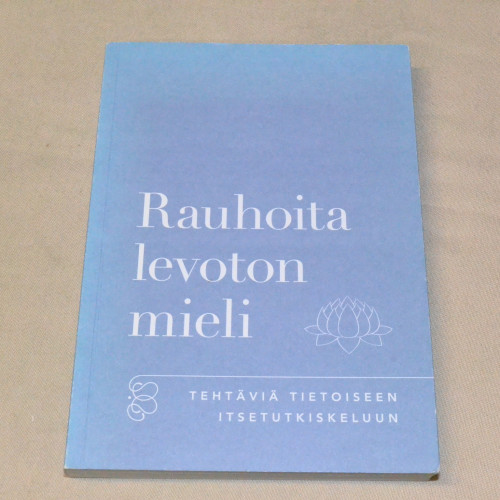 Rauhoita
levoton
mieli
TEHTÄVIÄ TIETOISEEN
ITSETUTKISKELUUN